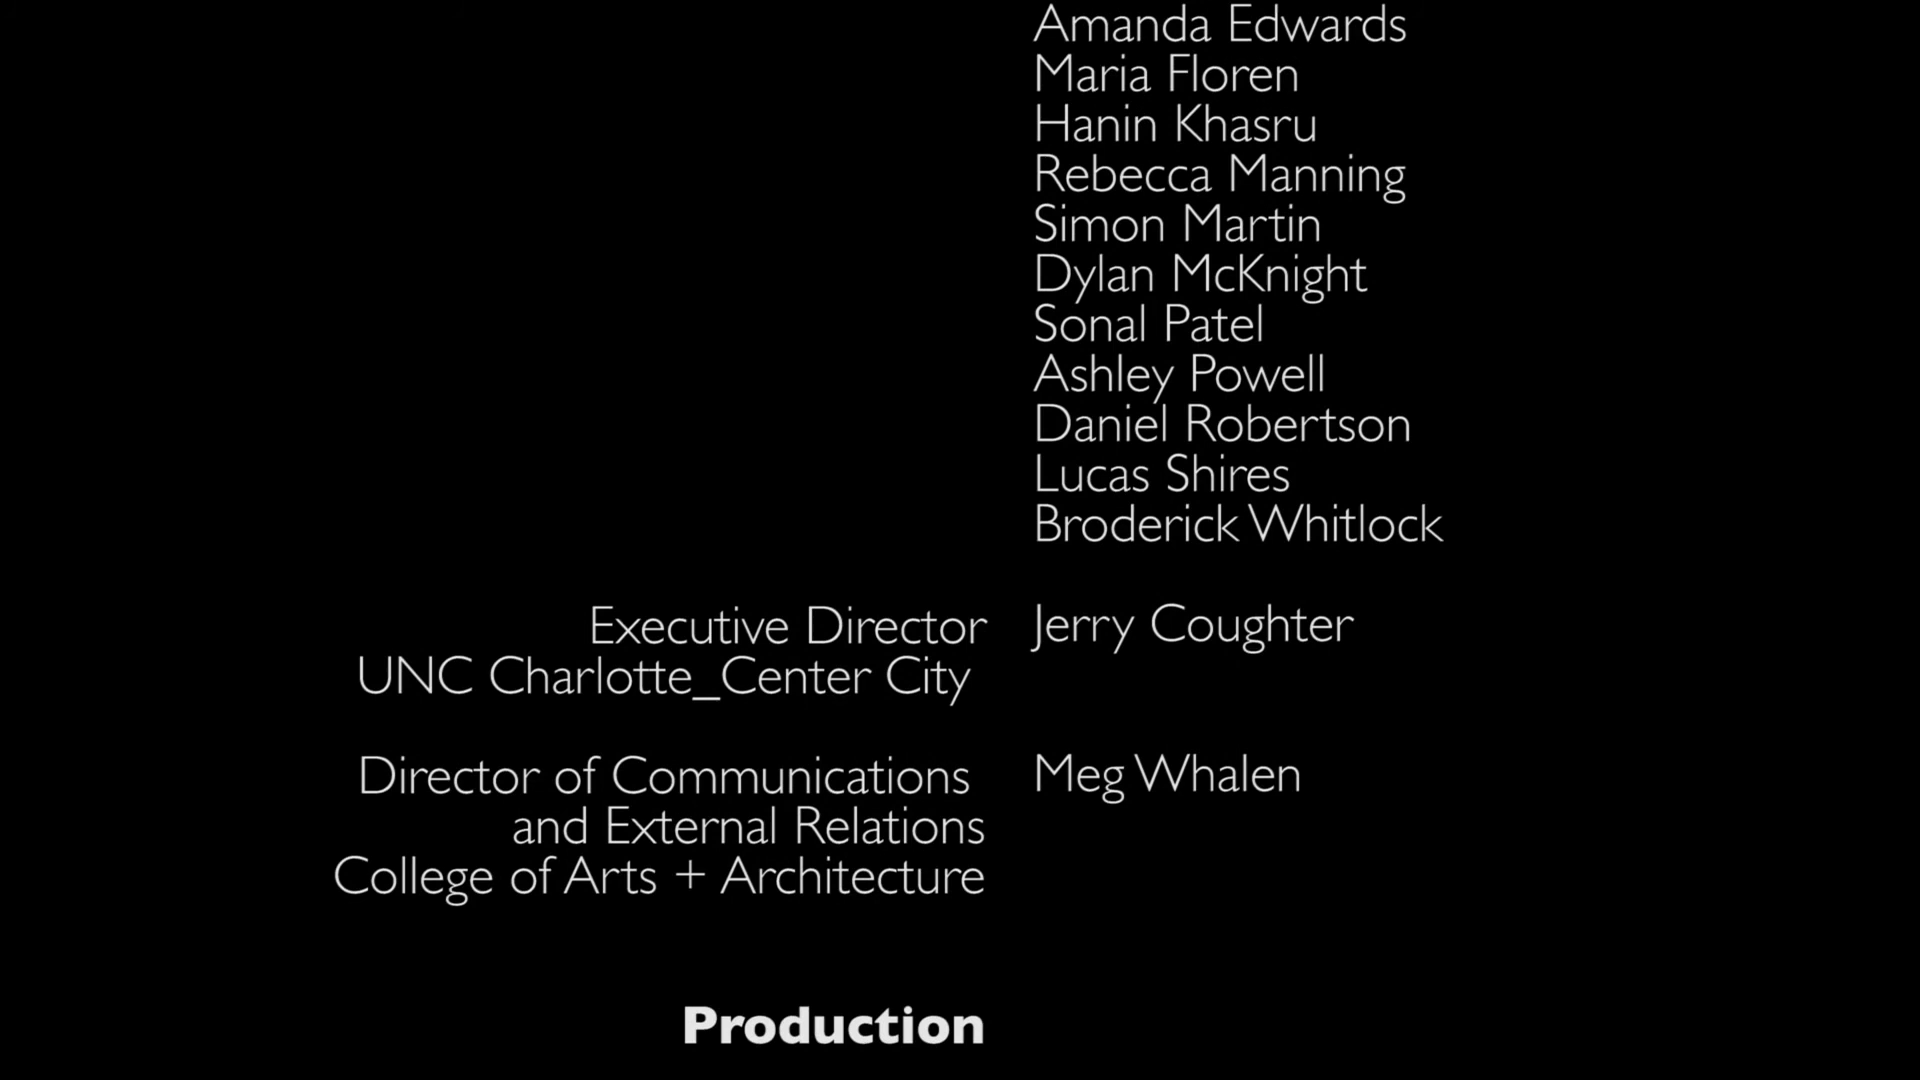 Amanda Edwards
Maria Floren
Hanin Khasru
Rebecca Manning
Simon Martin
Dylan McKnight
Sonal Patel
Ashley Powell
Daniel Robertson
Lucas Shires
Broderick Whitlock
Executive Director Jerry Coughter
UNC Charlotte_Center City
Director of Communications Meg Whalen
and External Relations
College of Arts + Architecture
Production